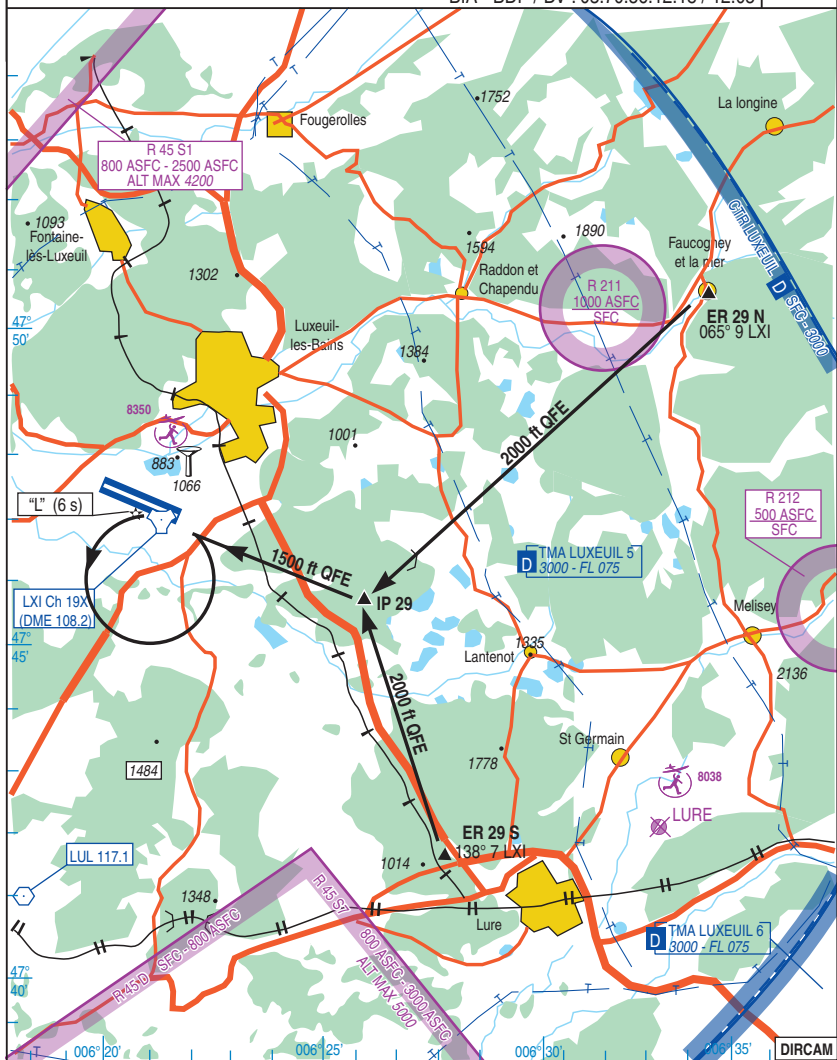 1752
La longine
Fougerolles
R 45 S1
800 ASFC - 2500 ASFC
ALT MAX 4200
CTR LUXEUIL D SFC - 3000
1093
Fontaine-
lès-Luxeuil
1594
1890
Faucogney
et la mer
Raddon et
Chapendu
1302
R 211
1000 ASFC
SFC
ER 29 N
065° 9 LXI
47°
50'
Luxeuil-
les-Bains
1384
8350
2000 ft QFE
1001
883
1066
"L" (6 s)
R 212
500 ASFC
SFC
1500 ft QFE
D TMA LUXEUIL 5
3000 - FL 075
LXI Ch 19X
(DME 108.2)
IP 29
Melisey
47°
45'
1335
Lantenot
2136
2000 ft QFE
St Germain
1484
1778
8038
LURE
ER 29 S
138° 7 LXI
LUL 117.1
1014
1348
R 45 S7
800 ASFC - 3000 ASFC
ALT MAX 5000
Lure
R 45 D SFC - 800 ASFC
D TMA LUXEUIL 6
3000 - FL 075
47°
40'
006° 20'
006° 25'
006° 30'
006° 35'
DIRCAM